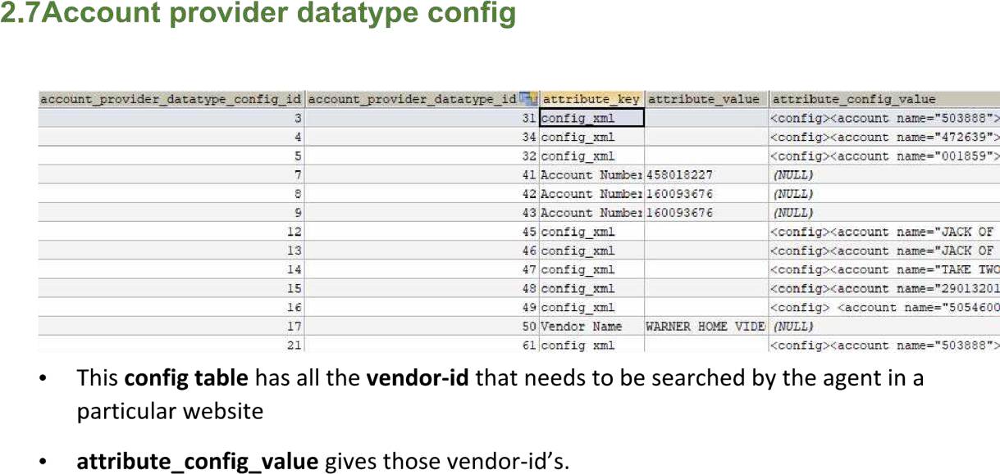 2.7Account provider datatype config
account_provider_datatype_config_id account_provider_datatype_id attribute_key attribute_value attribute_config_value
3 31 config_xml <config><account name="503888">
4 34 config_xml <config><account name="472639">
5 32 config_xml <config><account name="001859">
7 41 Account Number 458018227 (NULL)
8 42 Account Number 160093676 (NULL)
9 43 Account Number 160093676 (NULL)
12 45 config_xml <config><account name="JACK OF
13 46 config_xml <config><account name="JACK OF
14 47 config_xml <config><account name="TAKE TWO
15 48 config_xml <config><account name="29013201
16 49 config_xml <config> <account name="5054600
17 50 Vendor Name WARNER HOME VIDE (NULL)
21 61 config xml <config><account name="503888">
• This config table has all the vendor-id that needs to be searched by the agent in a
particular website
• attribute_config_value gives those vendor-id’s.